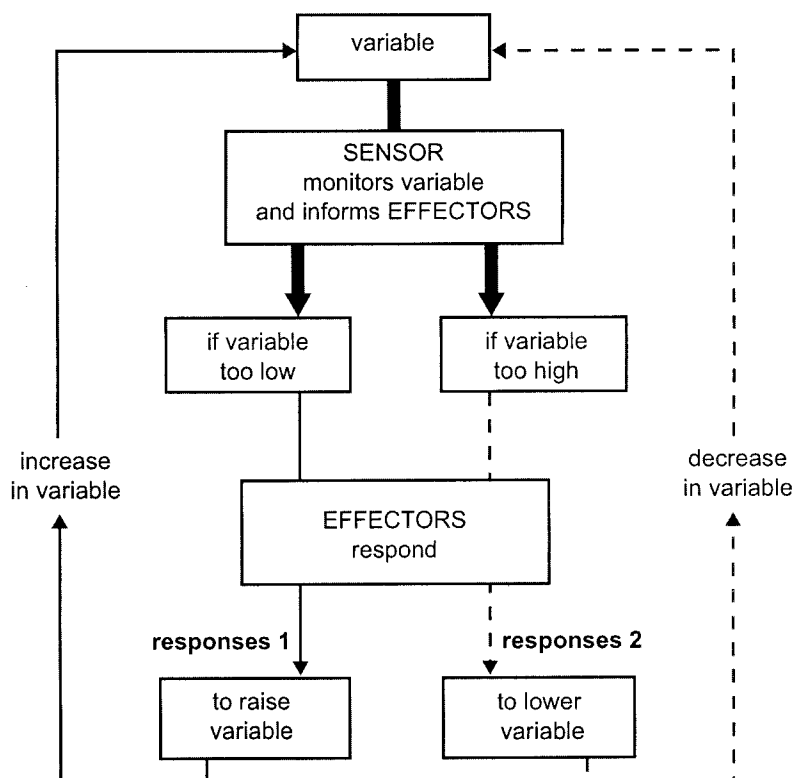 variable
SENSOR
monitors variable
and informs EFFECTORS
if variable
too low
if variable
too high
increase
in variable
decrease
in variable
EFFECTORS
respond
responses 1
responses 2
to raise
variable
to lower
variable